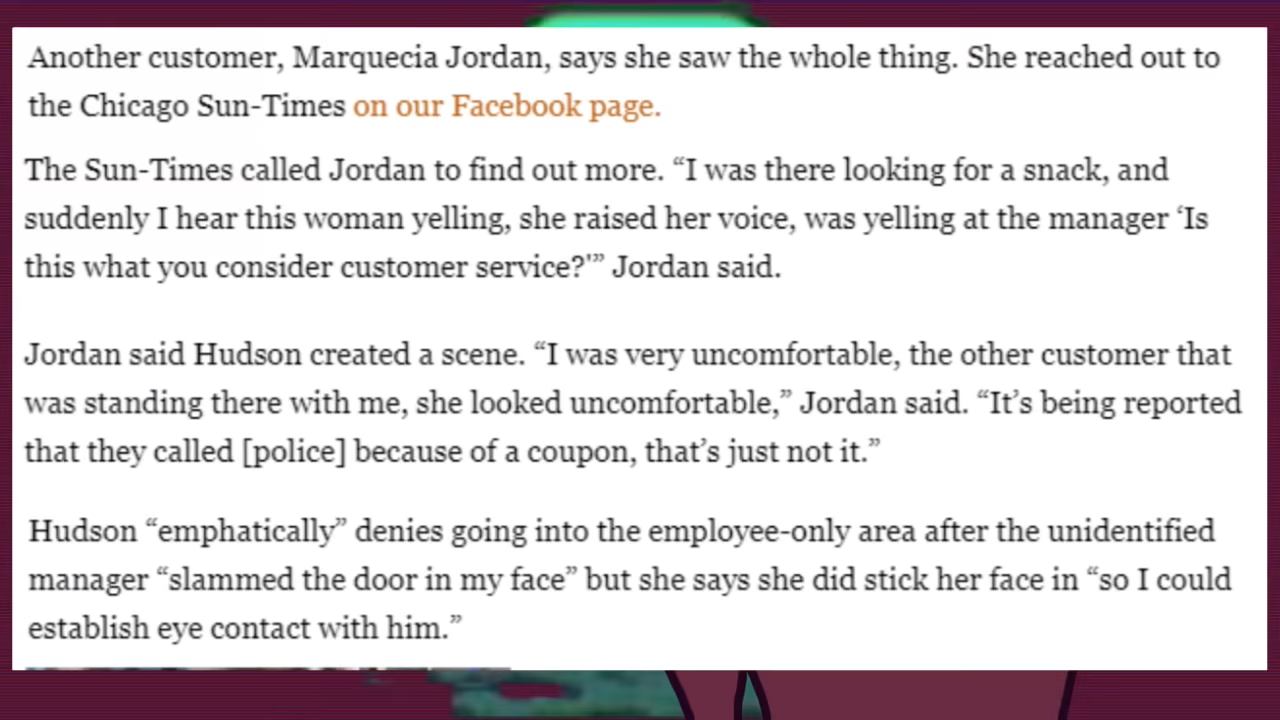 Another customer, Marquecia Jordan, says she saw the whole thing. She reached out to
the Chicago Sun-Times on our Facebook page.
The Sun-Times called Jordan to find out more. “I was there looking for a snack, and
suddenly I hear this woman yelling, she raised her voice, was yelling at the manager ‘Is
this what you consider customer service?'” Jordan said.
Jordan said Hudson created a scene. “I was very uncomfortable, the other customer that
was standing there with me, she looked uncomfortable,” Jordan said. “It’s being reported
that they called [police] because of a coupon, that’s just not it.”
Hudson “emphatically” denies going into the employee-only area after the unidentified
manager “slammed the door in my face” but she says she did stick her face in “so I could
establish eye contact with him.”